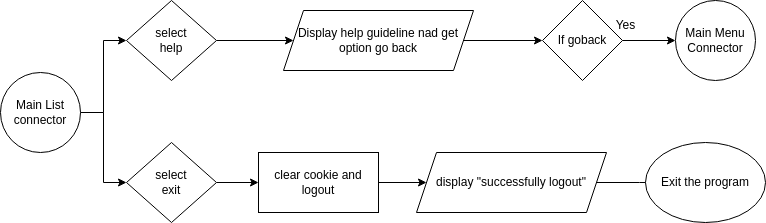 select
help
Display help guideline nad get
option go back
If goback
Yes
Main Menu
Connector
Main List
connector
select
exit
clear cookie and
logout
display "successfully logout"
Exit the program